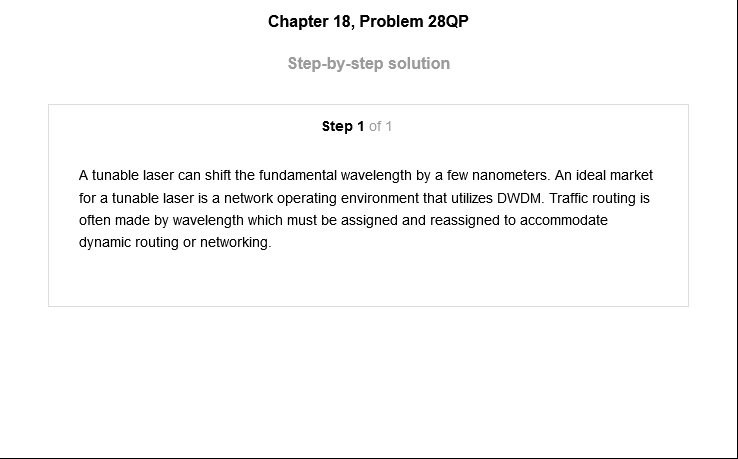 Chapter 18, Problem 28QP
Step-by-step solution
Step 1 of 1
A tunable laser can shift the fundamental wavelength by a few nanometers. An ideal market
for a tunable laser is a network operating environment that utilizes DWDM. Traffic routing is
often made by wavelength which must be assigned and reassigned to accommodate
dynamic routing or networking.